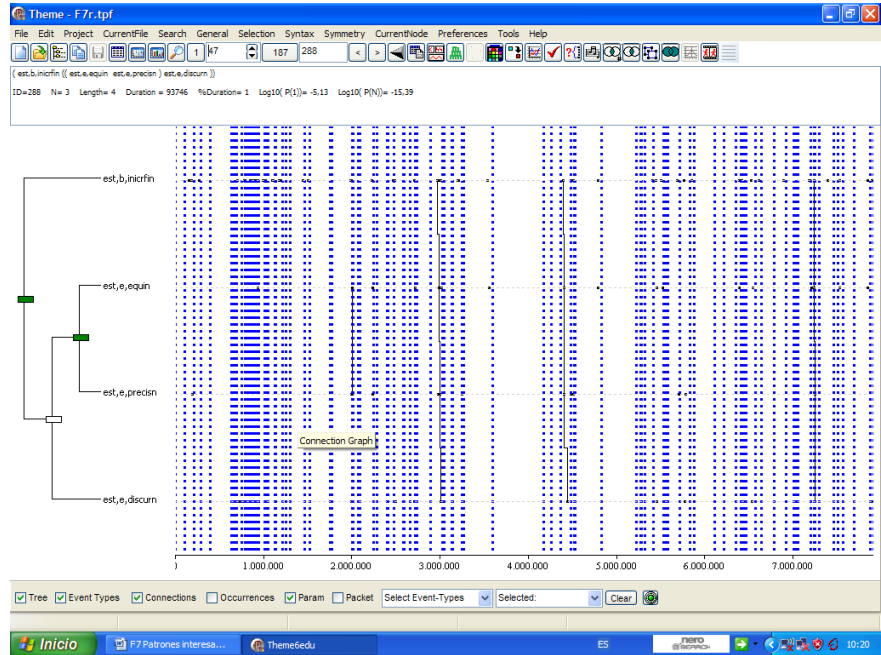 Theme - F7r.tpf
File Edit Project CurrentFile Search General Selection Syntax Symmetry CurrentNode Preferences Tools Help
1 47 187 288 < >
( est,b,inicrfin (( est,e,equin est,e,precisn ) est,e,discurn ))
ID=288 N= 3 Length= 4 Duration = 93746 %Duration= 1 Log10( P(1))= -5,13 Log10( P(N))= -15,39
est,b,inicrfin
est,e,equin
est,e,precisn
Connection Graph
est,e,discurn
) 1.000.000 2.000.000 3.000.000 4.000.000 5.000.000 6.000.000 7.000.000
Tree Event Types Connections Occurrences Param Packet Select Event-Types Selected: Clear
Inicio F7 Patrones interesa... Theme6edu ES nero SEARCH 10:20